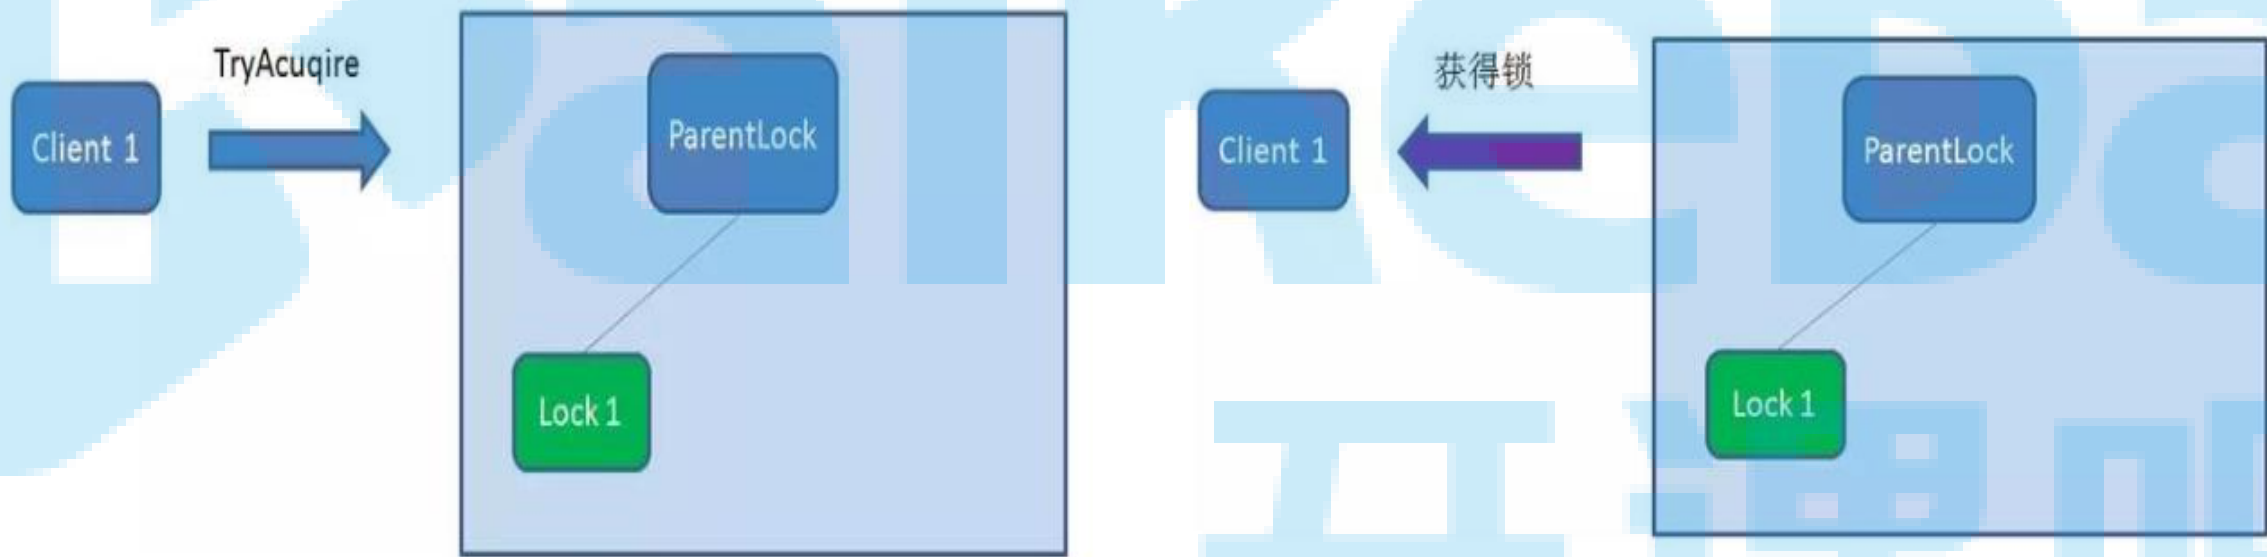 TryAcuqire
Client 1
ParentLock
Lock 1
获得锁
Client 1
ParentLock
Lock 1